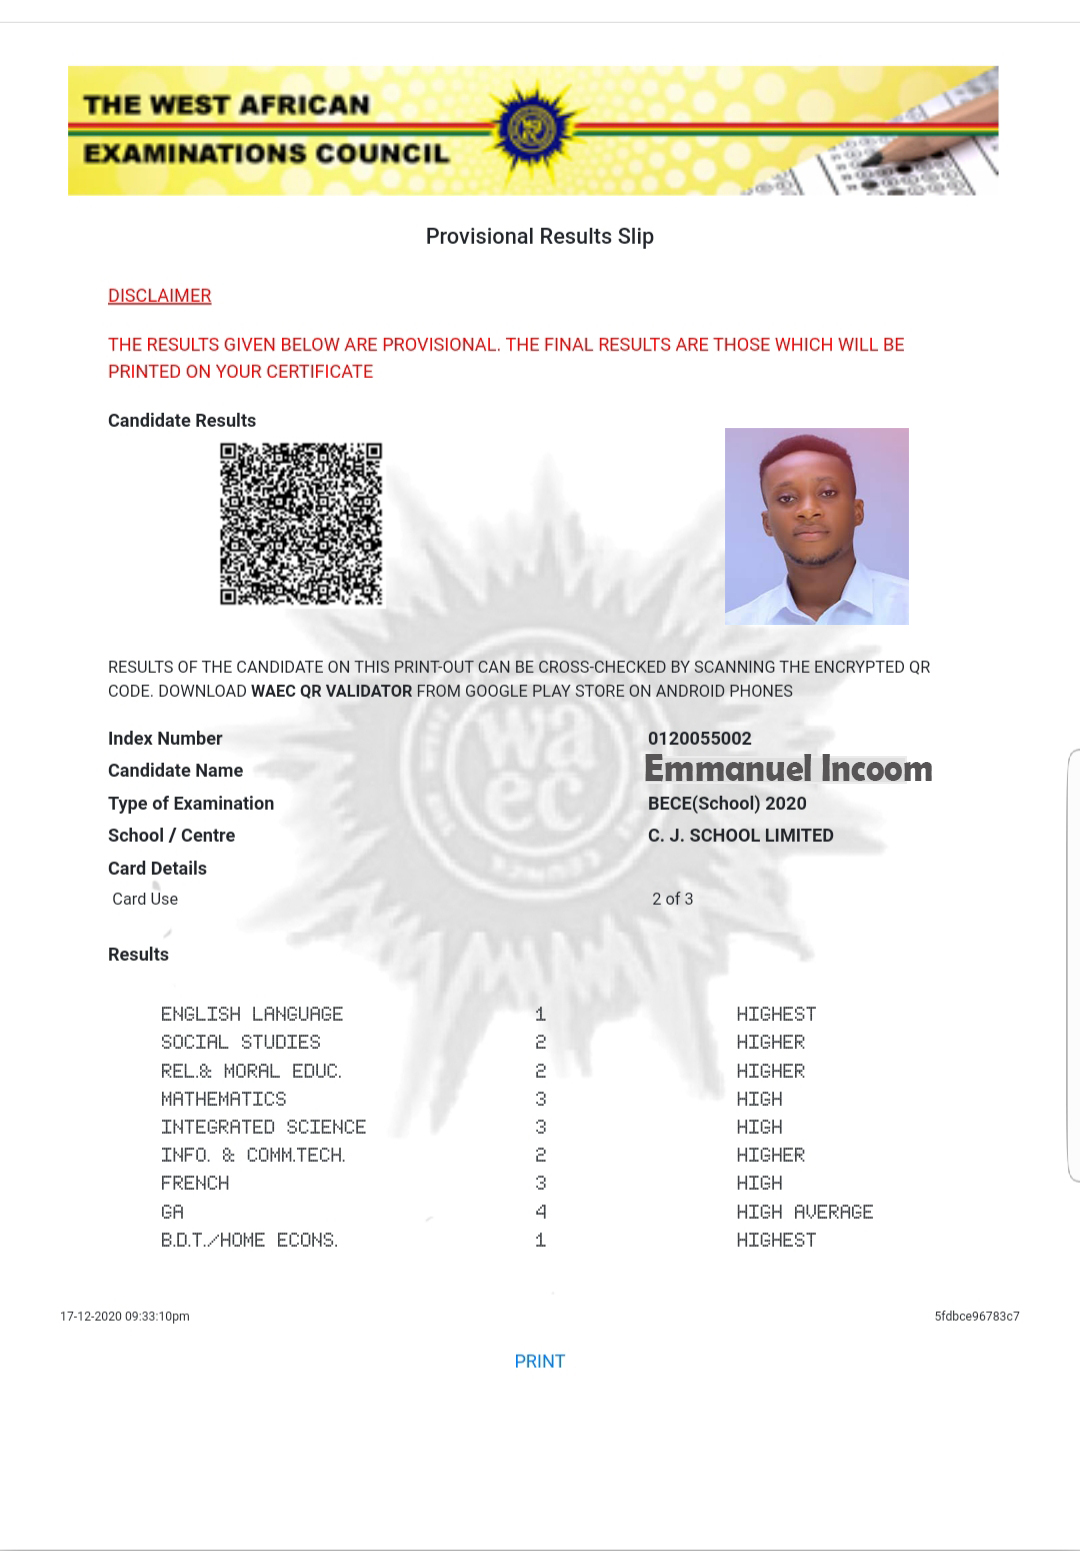 THE WEST AFRICAN
EXAMINATIONS COUNCIL
Provisional Results Slip
DISCLAIMER
THE RESULTS GIVEN BELOW ARE PROVISIONAL. THE FINAL RESULTS ARE THOSE WHICH WILL BE
PRINTED ON YOUR CERTIFICATE
Candidate Results
RESULTS OF THE CANDIDATE ON THIS PRINT-OUT CAN BE CROSS-CHECKED BY SCANNING THE ENCRYPTED QR
CODE. DOWNLOAD WAEC QR VALIDATOR FROM GOOGLE PLAY STORE ON ANDROID PHONES
waec
Index Number 0120055002
Candidate Name Emmanuel Incoom
Type of Examination BECE(School) 2020
School / Centre C. J. SCHOOL LIMITED
Card Details
Card Use 2 of 3
Results
ENGLISH LANGUAGE 1 HIGHEST
SOCIAL STUDIES 2 HIGHER
REL.& MORAL EDUC. 2 HIGHER
MATHEMATICS 3 HIGH
INTEGRATED SCIENCE 3 HIGH
INFO. & COMM.TECH. 2 HIGHER
FRENCH 3 HIGH
GA 4 HIGH AVERAGE
B.D.T./HOME ECONS. 1 HIGHEST
17-12-2020 09:33:10pm 5fdbce96783c7
PRINT